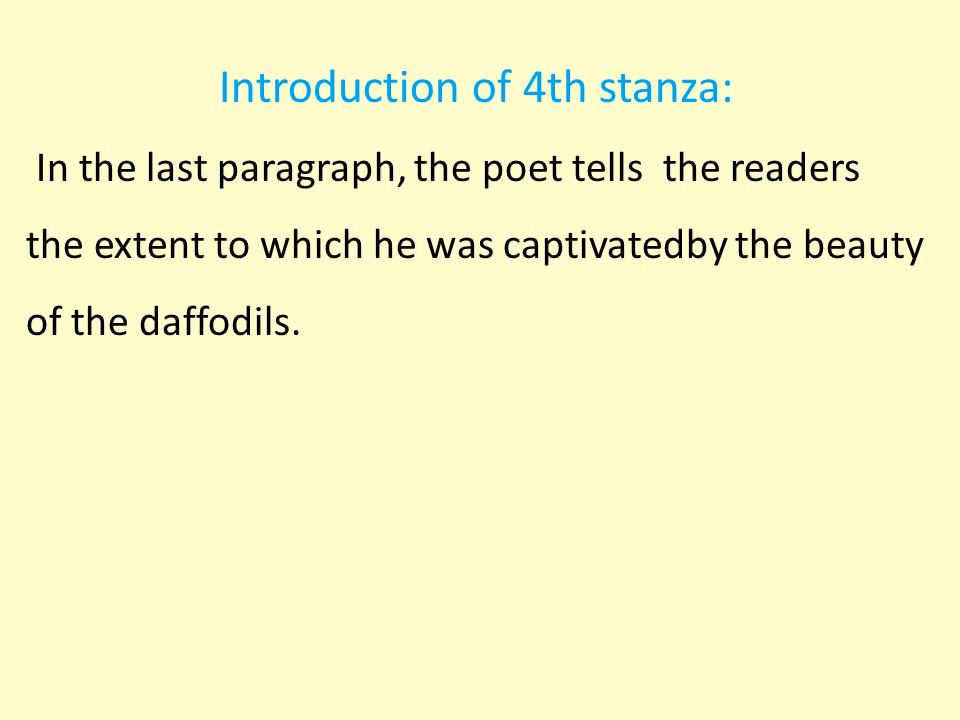 Introduction of 4th stanza:
In the last paragraph, the poet tells  the readers
the extent to which he was captivatedby the beauty
of the daffodils.